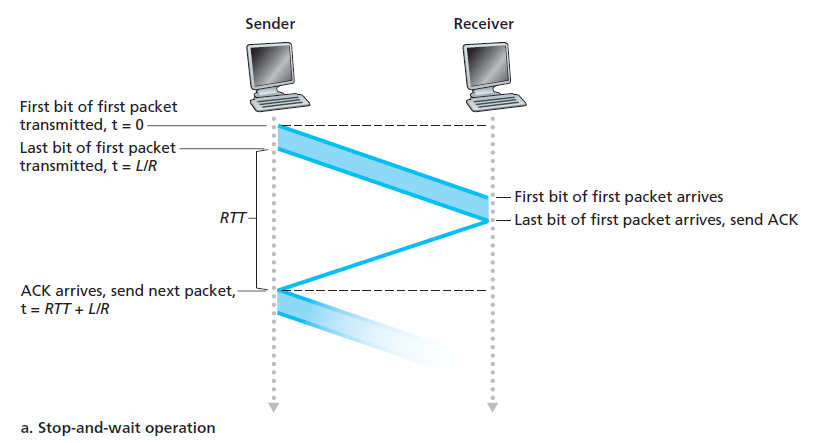 Sender
Receiver
First bit of first packet
transmitted, t = 0
Last bit of first packet
transmitted, t = L/R
First bit of first packet arrives
RTT
Last bit of first packet arrives, send ACK
ACK arrives, send next packet,
t = RTT + L/R
a. Stop-and-wait operation